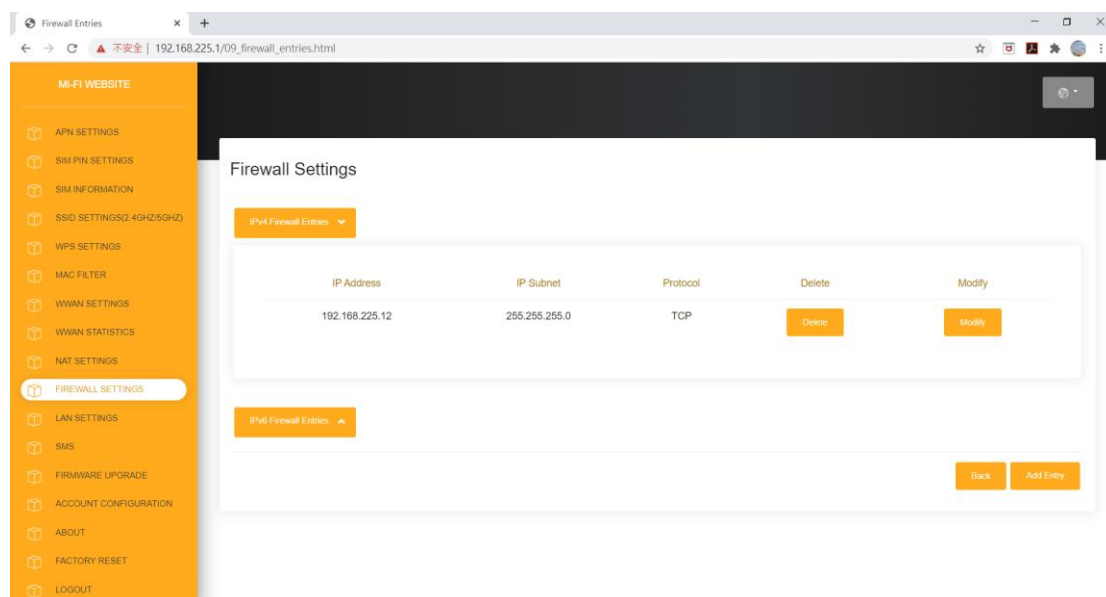 Firewall Entries
不安全 | 192.168.225.1/09_firewall_entries.html
MI-FI WEBSITE
APN SETTINGS
SIM PIN SETTINGS
SIM INFORMATION
SSID SETTINGS(2.4GHZ/5GHZ)
WPS SETTINGS
MAC FILTER
WWAN SETTINGS
WWAN STATISTICS
NAT SETTINGS
FIREWALL SETTINGS
LAN SETTINGS
SMS
FIRMWARE UPGRADE
ACCOUNT CONFIGURATION
ABOUT
FACTORY RESET
LOGOUT
Firewall Settings
IPv4 Firewall Entries
IP Address IP Subnet Protocol Delete Modify
192.168.225.12 255.255.255.0 TCP Delete Modify
IPv6 Firewall Entries
Back Add Entry